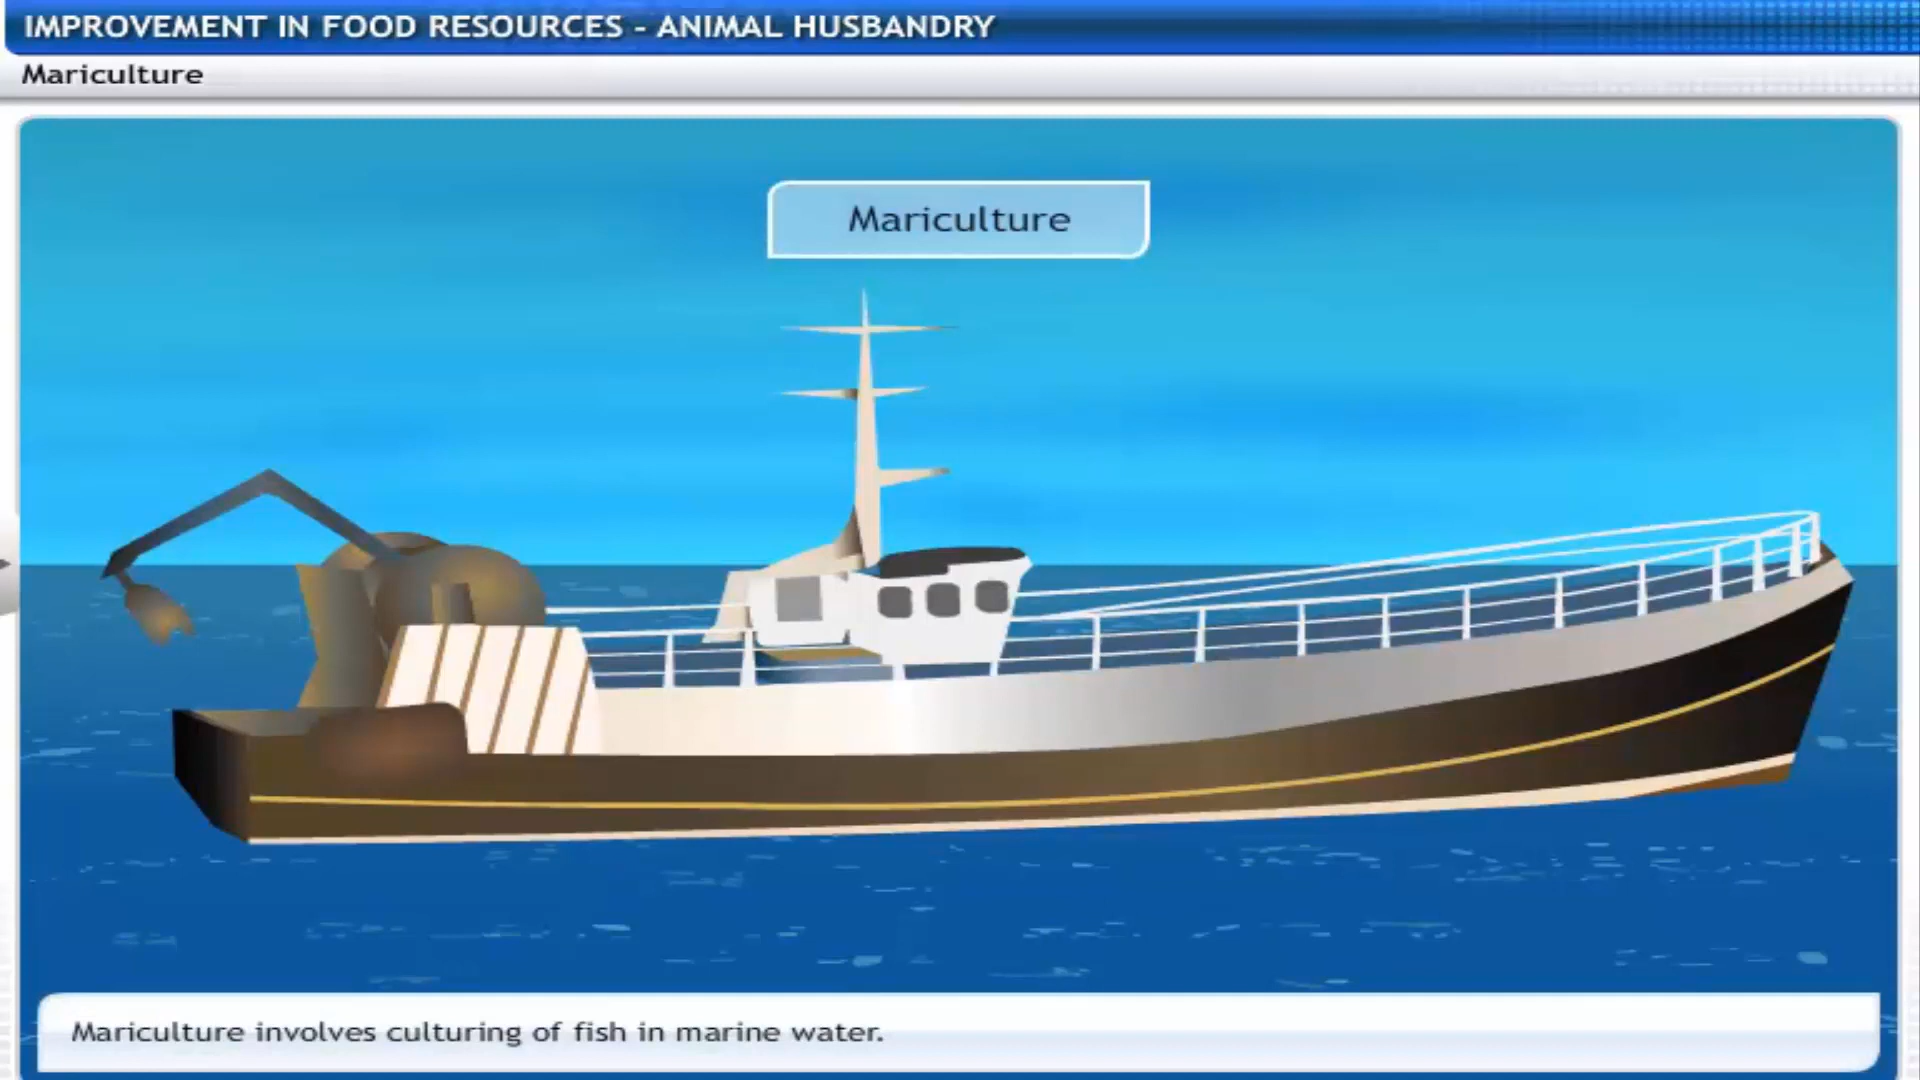 IMPROVEMENT IN FOOD RESOURCES - ANIMAL HUSBANDRY
Mariculture
Mariculture
Mariculture involves culturing of fish in marine water.